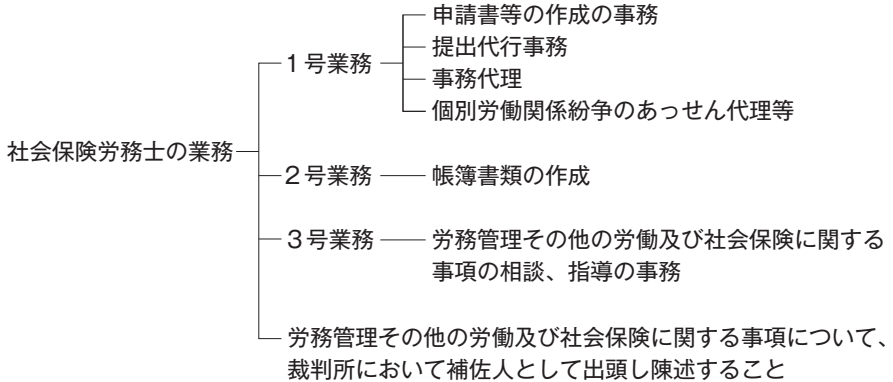 社会保険労務士の業務
1号業務
申請書等の作成の事務
提出代行事務
事務代理
個別労働関係紛争のあっせん代理等
2号業務
帳簿書類の作成
3号業務
労務管理その他の労働及び社会保険に関する
事項の相談、指導の事務
労務管理その他の労働及び社会保険に関する事項について、
裁判所において補佐人として出頭し陳述すること